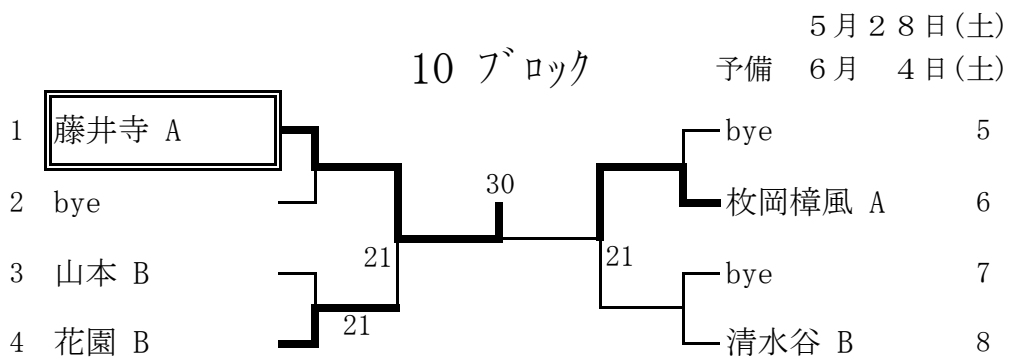 ５月２８日(土)
10 ﾌﾞﾛｯｸ
予備　６月　４日(土)
1 藤井寺 A
2 bye
3 山本 B
4 花園 B
21
21
30
21
bye 5
枚岡樟風 A 6
bye 7
清水谷 B 8